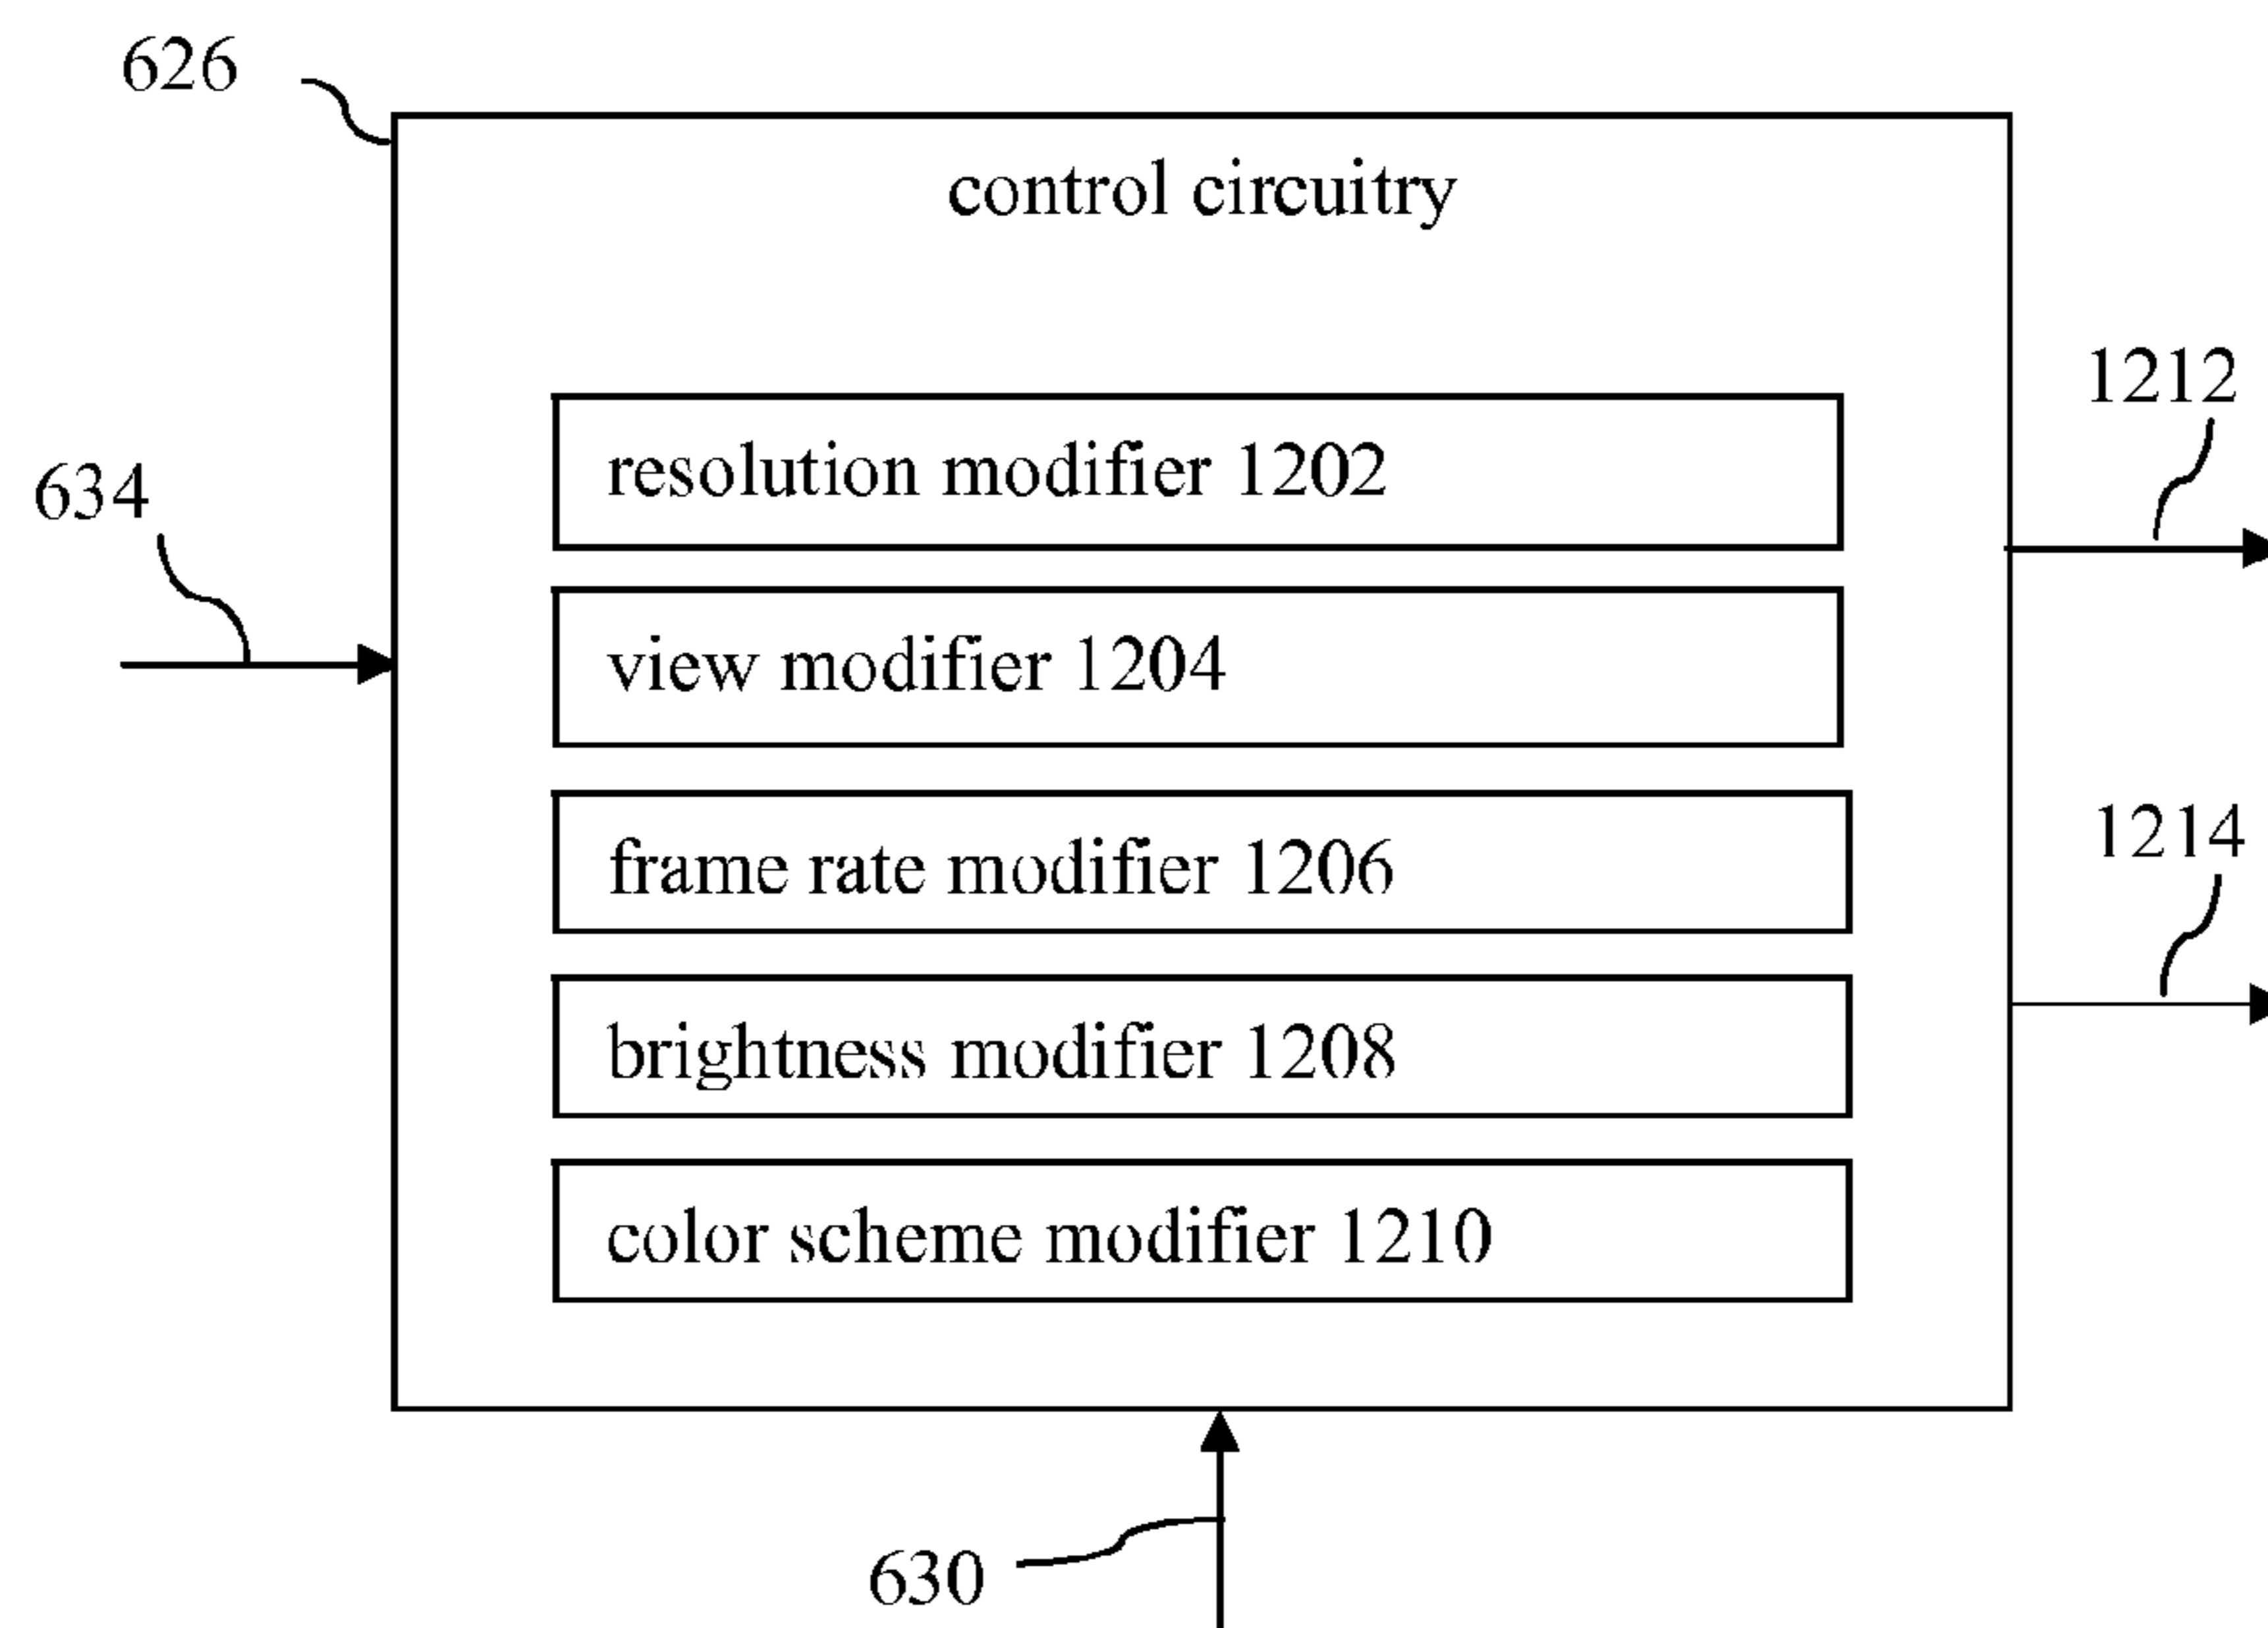 626
control circuitry
1212
resolution modifier 1202
634
view modifier 1204
1214
frame rate modifier 1206
brightness modifier 1208
color scheme modifier 1210
630